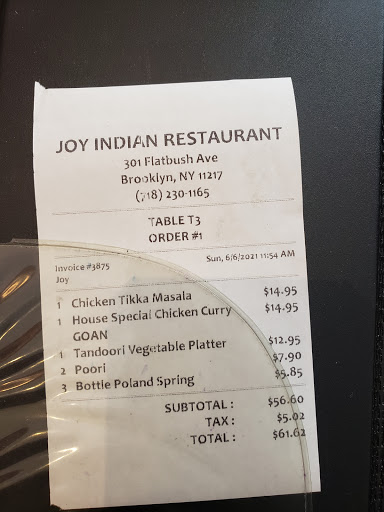 JOY INDIAN RESTAURANT
301 Flatbush Ave
Brooklyn, NY 11217
(718) 230-1165
TABLE T3
ORDER #1
Invoice #3875 Sun, 6/6/2021 11:54 AM
Joy
1 Chicken Tikka Masala $14.95
1 House Special Chicken Curry $14.95
GOAN
1 Tandoori Vegetable Platter $12.95
2 Poori $7.90
3 Bottle Poland Spring $5.85
SUBTOTAL : $56.60
TAX : $5.02
TOTAL : $61.62